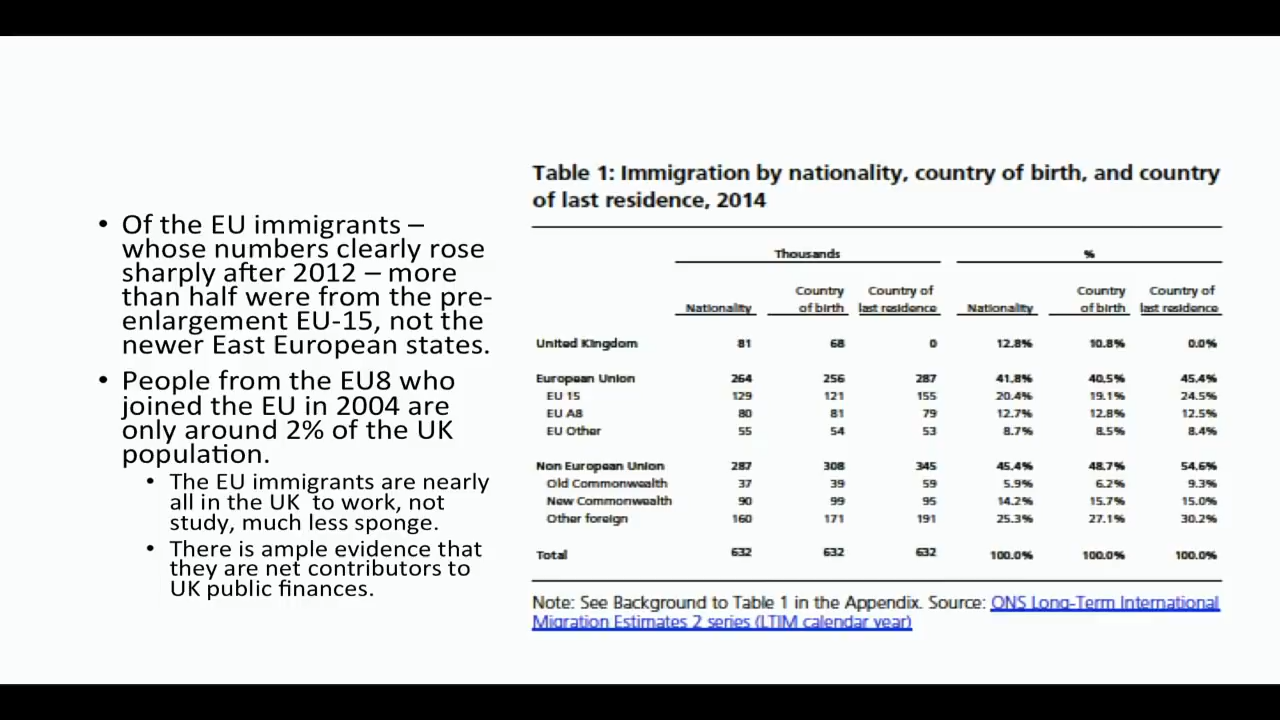 • Of the EU immigrants –
whose numbers clearly rose
sharply after 2012 – more
than half were from the pre-
enlargement EU-15, not the
newer East European states.
• People from the EU8 who
joined the EU in 2004 are
only around 2% of the UK
population.
• The EU immigrants are nearly
all in the UK to work, not
study, much less sponge.
• There is ample evidence that
they are net contributors to
UK public finances.
Table 1: Immigration by nationality, country of birth, and country
of last residence, 2014
Thousands %
Country Country of Country Country of
Nationality of birth last residence Nationality of birth last residence
United Kingdom 81 68 0 12.8% 10.8% 0.0%
European Union 264 256 287 41.8% 40.5% 45.4%
EU 15 129 121 155 20.4% 19.1% 24.5%
EU A8 80 81 79 12.7% 12.8% 12.5%
EU Other 55 54 53 8.7% 8.5% 8.4%
Non European Union 287 308 345 45.4% 48.7% 54.6%
Old Commonwealth 37 39 59 5.9% 6.2% 9.3%
New Commonwealth 90 99 95 14.2% 15.7% 15.0%
Other foreign 160 171 191 25.3% 27.1% 30.2%
Total 632 632 632 100.0% 100.0% 100.0%
Note: See Background to Table 1 in the Appendix. Source: ONS Long-Term International
Migration Estimates 2 series (LTIM calendar year)